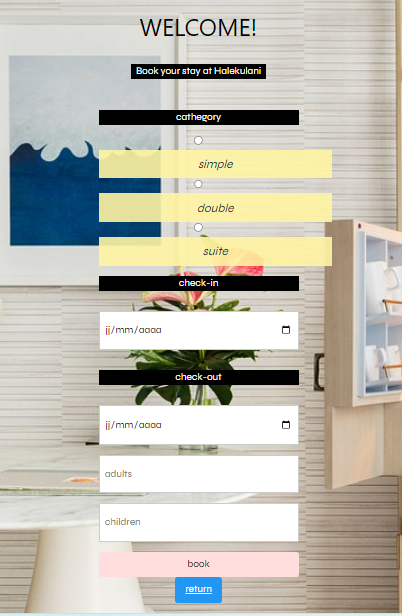 WELCOME!
Book your stay at Halekulani
cathegory
simple
double
suite
check-in
jj/mm/aaaa
check-out
jj/mm/aaaa
adults
children
book
return